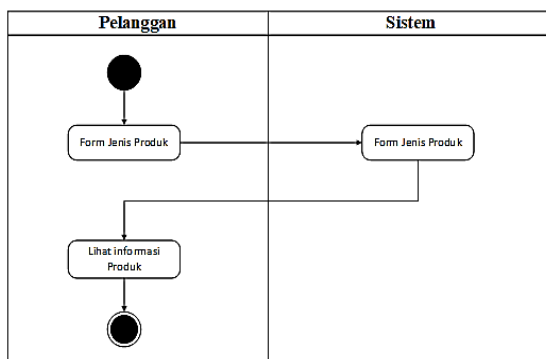 Pelanggan
Sistem
Form Jenis Produk
Form Jenis Produk
Lihat informasi
Produk